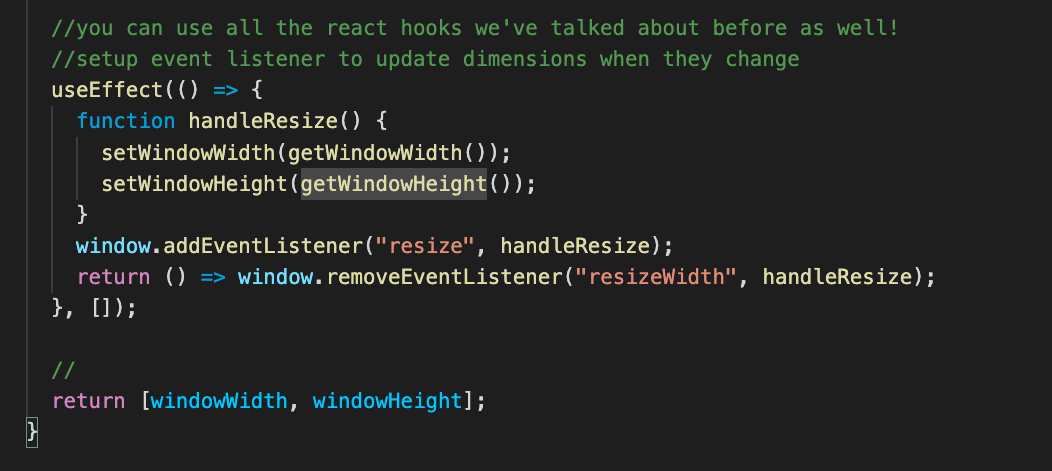 //you can use all the react hooks we've talked about before as well!
//setup event listener to update dimensions when they change
useEffect(() => {
function handleResize() {
setWindowWidth(getWindowWidth());
setWindowHeight(getWindowHeight());
}
window.addEventListener("resize", handleResize);
return () => window.removeEventListener("resizeWidth", handleResize);
}, []);
//
return [windowWidth, windowHeight];
}